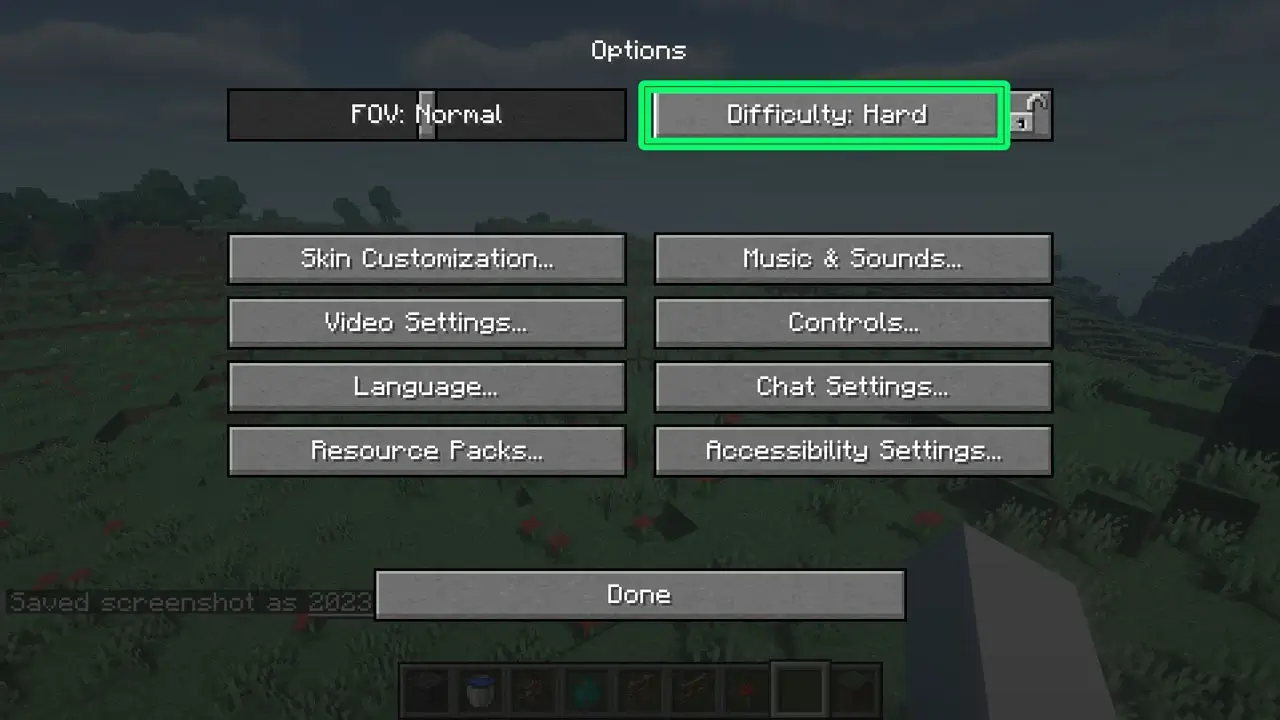 Options
FOV: Normal
Difficulty: Hard
Skin Customization...
Music & Sounds...
Video Settings...
Controls...
Language...
Chat Settings...
Resource Packs...
Accessibility Settings...
Saved screenshot as 2023
Done